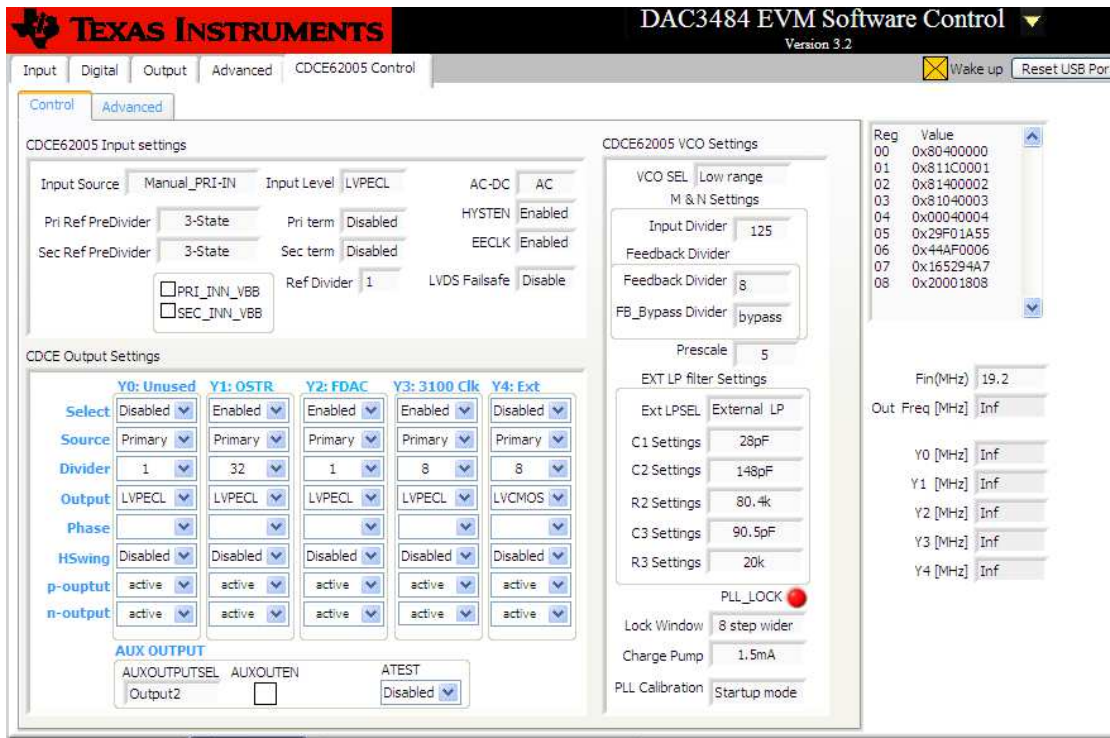 TEXAS INSTRUMENTS
DAC3484 EVM Software Control
Version 3.2
Input Digital Output Advanced CDCE62005 Control
Wake up Reset USB Por
Control Advanced
CDCE62005 Input settings
Input Source Manual_PRI-IN Input Level LVPECL AC-DC AC
Pri Ref PreDivider 3-State Pri term Disabled HYSTEN Enabled
Sec Ref PreDivider 3-State Sec term Disabled EECLK Enabled
Ref Divider 1 LVDS Failsafe Disable
PRI_INN_VBB
SEC_INN_VBB
CDCE Output Settings
Y0: Unused Y1: OSTR Y2: FDAC Y3: 3100 Clk Y4: Ext
Select Disabled Enabled Enabled Enabled Disabled
Source Primary Primary Primary Primary Primary
Divider 1 32 1 8 8
Output LVPECL LVPECL LVPECL LVPECL LVCMOS
Phase
HSwing Disabled Disabled Disabled Disabled Disabled
p-ouptut active active active active active
n-output active active active active active
AUX OUTPUT
AUXOUTPUTSEL AUXOUTEN ATEST
Output2 Disabled
CDCE62005 VCO Settings
VCO SEL Low range
M & N Settings
Input Divider 125
Feedback Divider
Feedback Divider 8
FB_Bypass Divider bypass
Prescale 5
EXT LP filter Settings
Ext LPSEL External LP
C1 Settings 28pF
C2 Settings 148pF
R2 Settings 80.4k
C3 Settings 90.5pF
R3 Settings 20k
PLL_LOCK
Lock Window 8 step wider
Charge Pump 1.5mA
PLL Calibration Startup mode
Reg Value
00 0x80400000
01 0x811C0001
02 0x81400002
03 0x81040003
04 0x00040004
05 0x29F01A55
06 0x44AF0006
07 0x165294A7
08 0x20001808
Fin(MHz) 19.2
Out Freq [MHz] Inf
Y0 [MHz] Inf
Y1 [MHz] Inf
Y2 [MHz] Inf
Y3 [MHz] Inf
Y4 [MHz] Inf